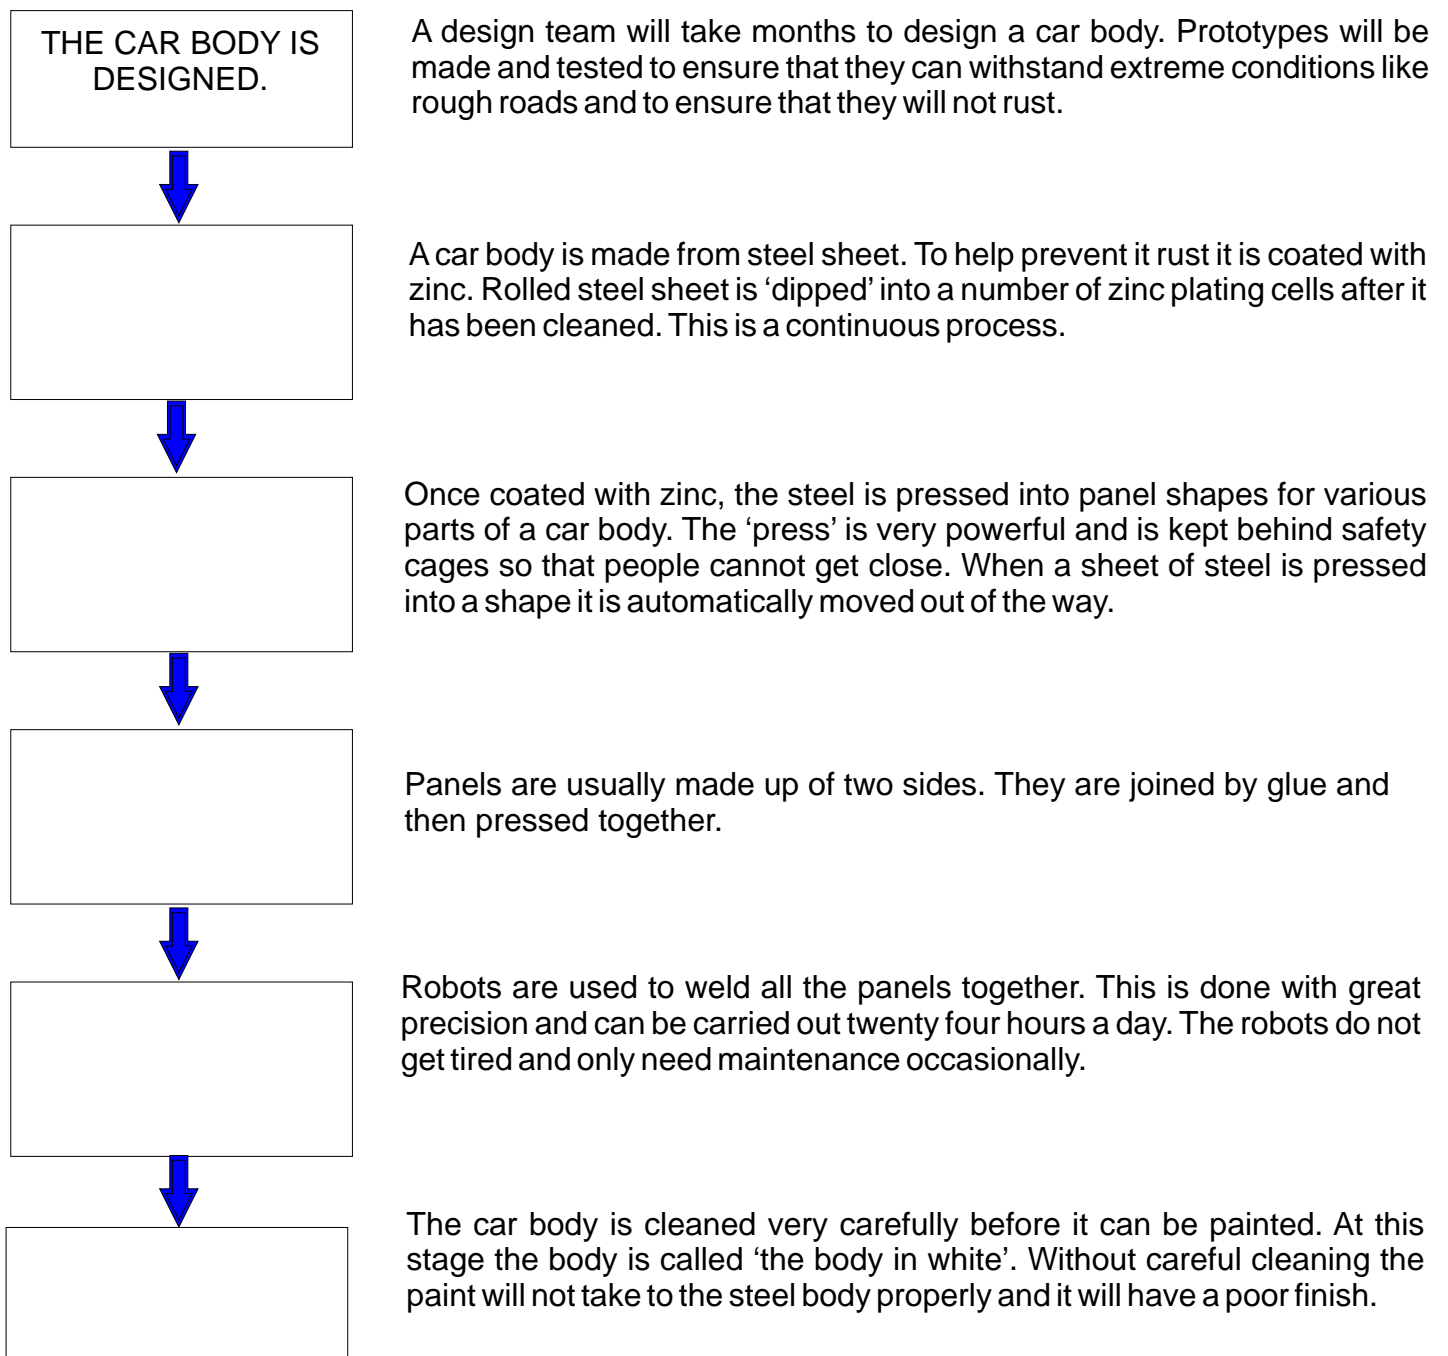 THE CAR BODY IS
DESIGNED.
A design team will take months to design a car body. Prototypes will be
made and tested to ensure that they can withstand extreme conditions like
rough roads and to ensure that they will not rust.
A car body is made from steel sheet. To help prevent it rust it is coated with
zinc. Rolled steel sheet is ‘dipped’ into a number of zinc plating cells after it
has been cleaned. This is a continuous process.
Once coated with zinc, the steel is pressed into panel shapes for various
parts of a car body. The ‘press’ is very powerful and is kept behind safety
cages so that people cannot get close. When a sheet of steel is pressed
into a shape it is automatically moved out of the way.
Panels are usually made up of two sides. They are joined by glue and
then pressed together.
Robots are used to weld all the panels together. This is done with great
precision and can be carried out twenty four hours a day. The robots do not
get tired and only need maintenance occasionally.
The car body is cleaned very carefully before it can be painted. At this
stage the body is called ‘the body in white’. Without careful cleaning the
paint will not take to the steel body properly and it will have a poor finish.